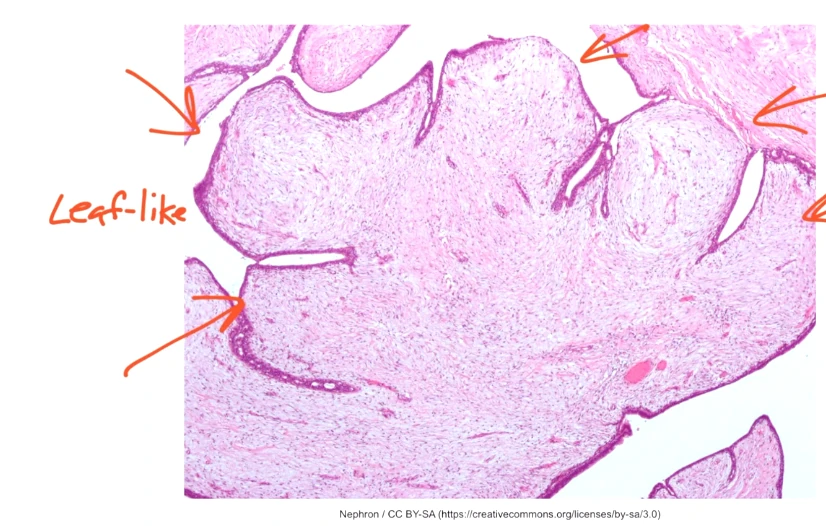 Leaf-like
Nephron / CC BY-SA (https://creativecommons.org/licenses/by-sa/3.0)